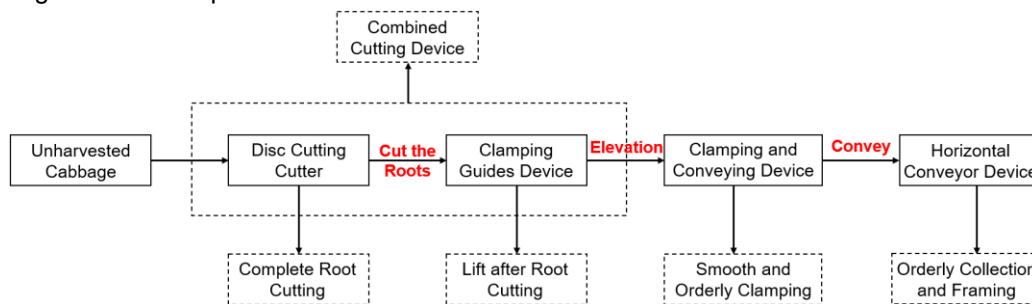 Combined
Cutting Device
Unharvested
Cabbage
Disc Cutting
Cutter
Cut the
Roots
Clamping
Guides Device
Elevation
Clamping and
Conveying Device
Convey
Horizontal
Conveyor Device
Complete Root
Cutting
Lift after Root
Cutting
Smooth and
Orderly Clamping
Orderly Collection
and Framing